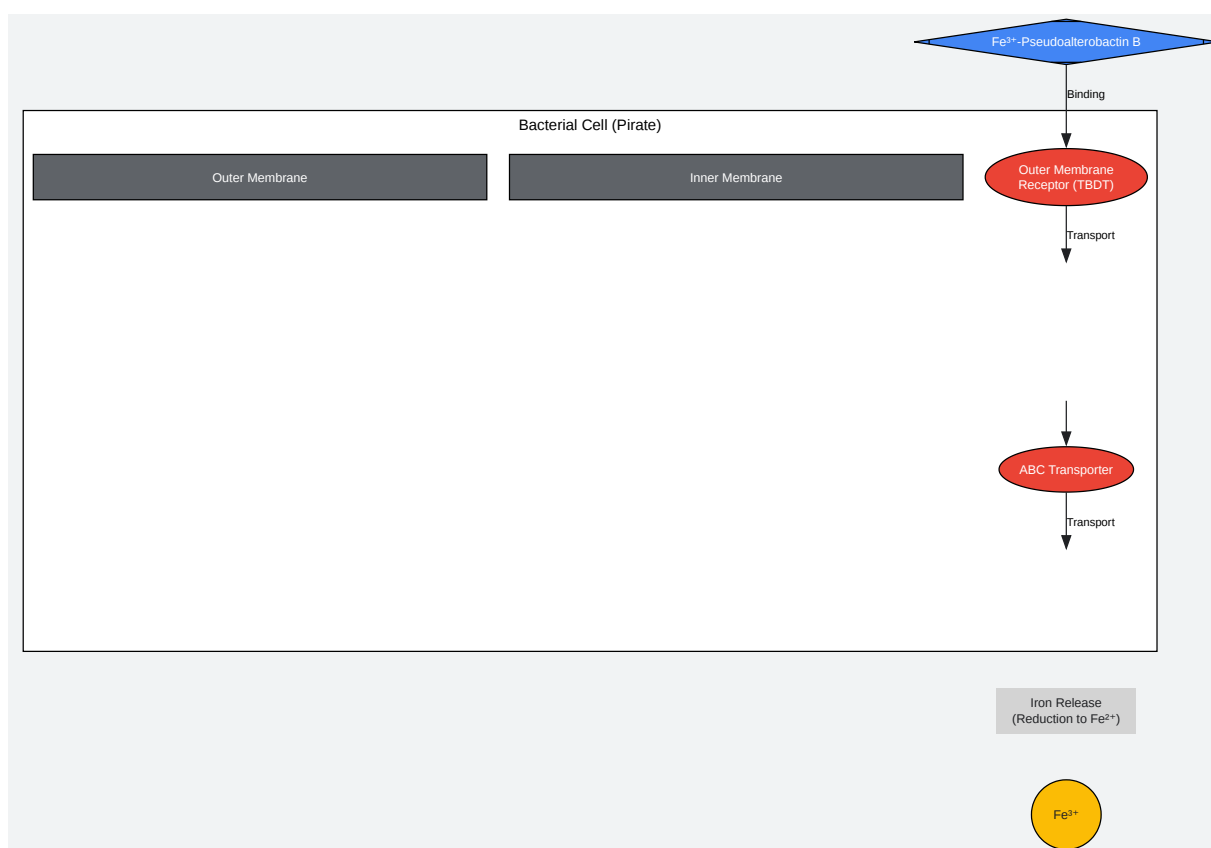 Fe³⁺-Pseudoalterobactin B
Binding
Bacterial Cell (Pirate)
Outer Membrane
Inner Membrane
Outer Membrane
Receptor (TBDT)
Transport
ABC Transporter
Transport
Iron Release
(Reduction to Fe²⁺)
Fe³⁺